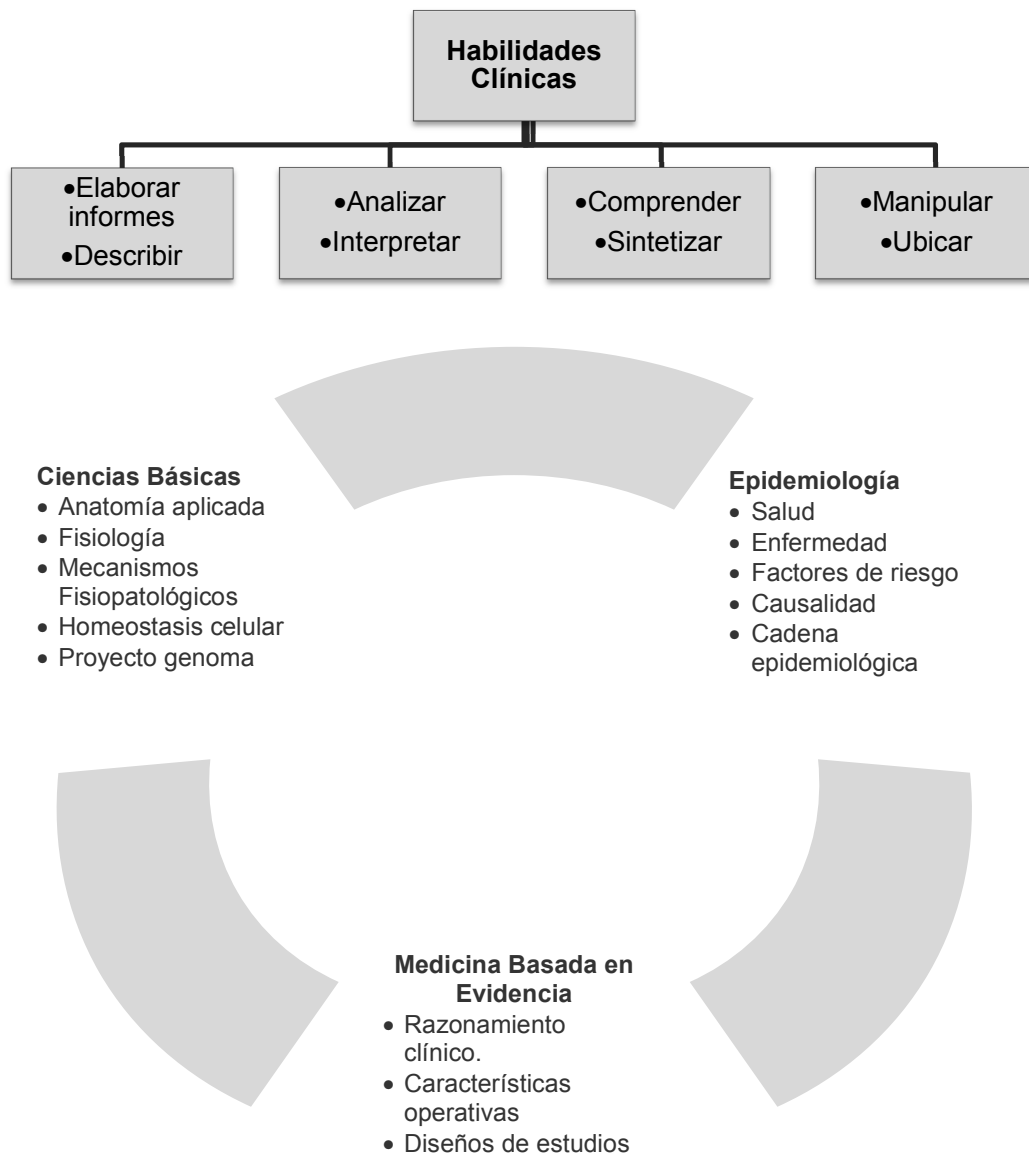 Habilidades
Clínicas
•Elaborar
informes
•Describir
•Analizar
•Interpretar
•Comprender
•Sintetizar
•Manipular
•Ubicar
Ciencias Básicas
• Anatomía aplicada
• Fisiología
• Mecanismos
Fisiopatológicos
• Homeostasis celular
• Proyecto genoma
Epidemiología
• Salud
• Enfermedad
• Factores de riesgo
• Causalidad
• Cadena
epidemiológica
Medicina Basada en
Evidencia
• Razonamiento
clínico.
• Características
operativas
• Diseños de estudios